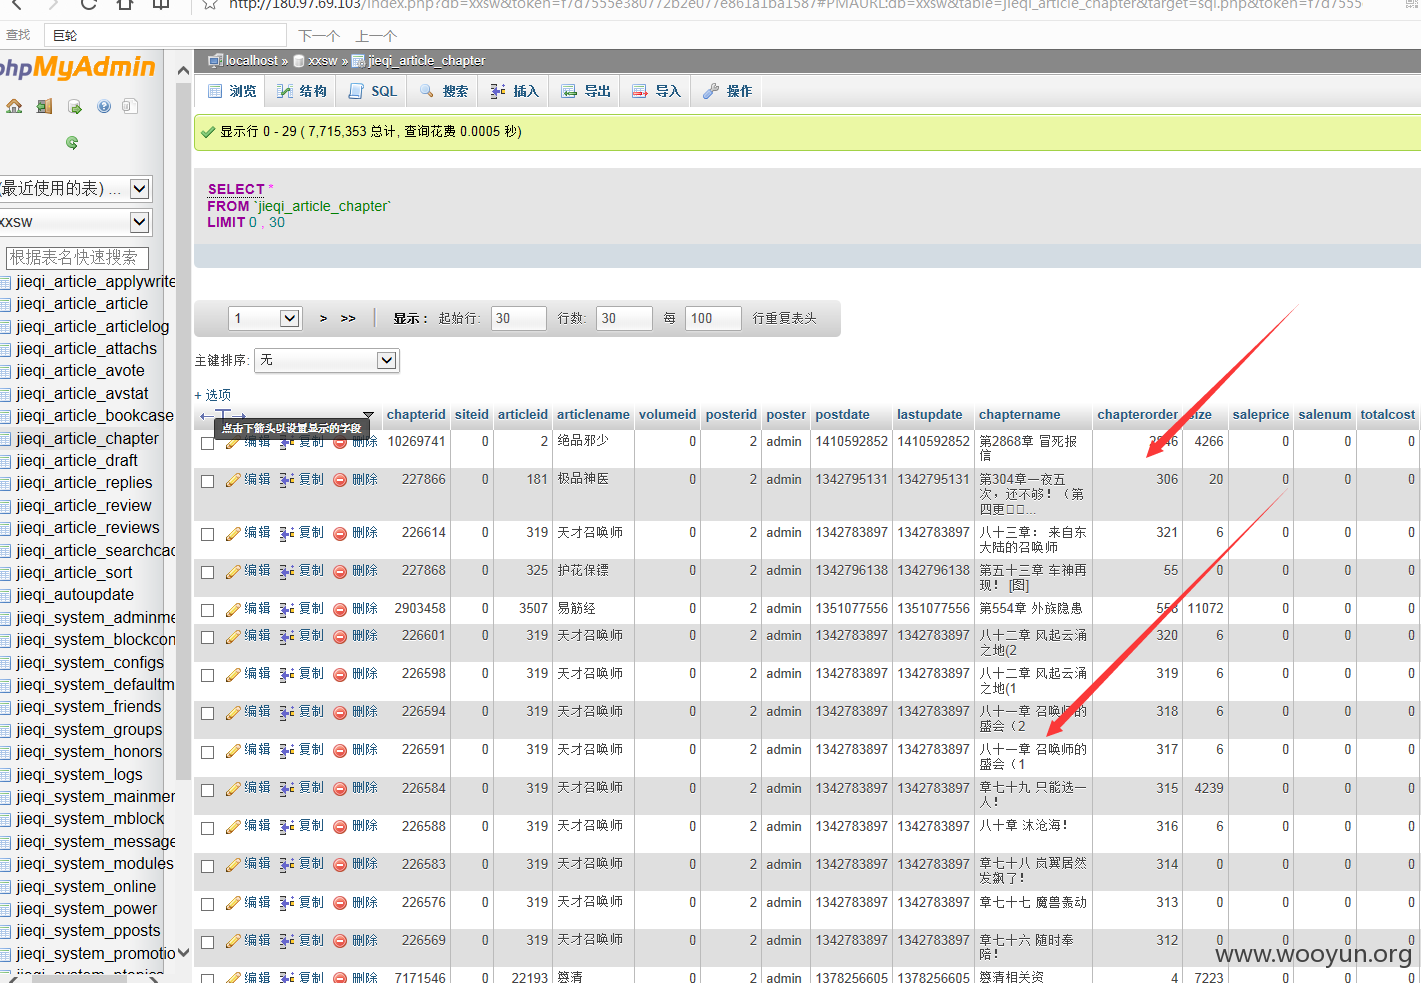 http://180.97.69.103/index.php?db=xxsw&token=f7d7555e380772b2e077e861a1ba1587#PMAURL:db=xxsw&table=jieqi_article_chapter&target=sql.php&token=f7d7555
查找 巨轮 下一个 上一个
phpMyAdmin
(最近使用的表) ...
xxsw
根据表名快速搜索
jieqi_article_applywrite
jieqi_article_article
jieqi_article_articlelog
jieqi_article_attachs
jieqi_article_avote
jieqi_article_avstat
jieqi_article_bookcase
jieqi_article_chapter
jieqi_article_draft
jieqi_article_replies
jieqi_article_review
jieqi_article_reviews
jieqi_article_searchcac
jieqi_article_sort
jieqi_autoupdate
jieqi_system_adminme
jieqi_system_blockcon
jieqi_system_configs
jieqi_system_defaultm
jieqi_system_friends
jieqi_system_groups
jieqi_system_honors
jieqi_system_logs
jieqi_system_mainmen
jieqi_system_mblock
jieqi_system_message
jieqi_system_modules
jieqi_system_online
jieqi_system_power
jieqi_system_pposts
jieqi_system_promotio
jieqi_system_ptopics
localhost » xxsw » jieqi_article_chapter
浏览 结构 SQL 搜索 插入 导出 导入 操作
显示行 0 - 29 ( 7,715,353 总计, 查询花费 0.0005 秒)
SELECT *
FROM `jieqi_article_chapter`
LIMIT 0 , 30
1 > >> 显示 : 起始行: 30 行数: 30 每 100 行重复表头
主键排序: 无
+ 选项
←T→ chapterid siteid articleid articlename volumeid posterid poster postdate lastupdate chaptername chapterorder size saleprice salenum totalcost
点击下箭头以设置显示的字段
编辑 复制 删除 10269741 0 2 绝品邪少 0 2 admin 1410592852 1410592852 第2868章 冒死报信 2846 4266 0 0 0
编辑 复制 删除 227866 0 181 极品神医 0 2 admin 1342795131 1342795131 第304章一夜五次，还不够！（第四更□□... 306 20 0 0 0
编辑 复制 删除 226614 0 319 天才召唤师 0 2 admin 1342783897 1342783897 八十三章： 来自东大陆的召唤师 321 6 0 0 0
编辑 复制 删除 227868 0 325 护花保镖 0 2 admin 1342796138 1342796138 第五十三章 车神再现！ [图] 55 0 0 0 0
编辑 复制 删除 2903458 0 3507 易筋经 0 2 admin 1351077556 1351077556 第554章 外族隐患 558 11072 0 0 0
编辑 复制 删除 226601 0 319 天才召唤师 0 2 admin 1342783897 1342783897 八十二章 风起云涌之地(2 320 6 0 0 0
编辑 复制 删除 226598 0 319 天才召唤师 0 2 admin 1342783897 1342783897 八十二章 风起云涌之地(1 319 6 0 0 0
编辑 复制 删除 226594 0 319 天才召唤师 0 2 admin 1342783897 1342783897 八十一章 召唤师的盛会（2 318 6 0 0 0
编辑 复制 删除 226591 0 319 天才召唤师 0 2 admin 1342783897 1342783897 八十一章 召唤师的盛会（1 317 6 0 0 0
编辑 复制 删除 226584 0 319 天才召唤师 0 2 admin 1342783897 1342783897 章七十九 只能选一人！ 315 4239 0 0 0
编辑 复制 删除 226588 0 319 天才召唤师 0 2 admin 1342783897 1342783897 八十章 沐沧海！ 316 6 0 0 0
编辑 复制 删除 226583 0 319 天才召唤师 0 2 admin 1342783897 1342783897 章七十八 岚翼居然发飙了！ 314 0 0 0 0
编辑 复制 删除 226576 0 319 天才召唤师 0 2 admin 1342783897 1342783897 章七十七 魔兽轰动 313 0 0 0 0
编辑 复制 删除 226569 0 319 天才召唤师 0 2 admin 1342783897 1342783897 章七十六 随时奉陪！ 312 0 0 0 0
编辑 复制 删除 7171546 0 22193 篡清 0 2 admin 1378256605 1378256605 篡清相关资 4 7223 0 0 0
www.wooyun.org